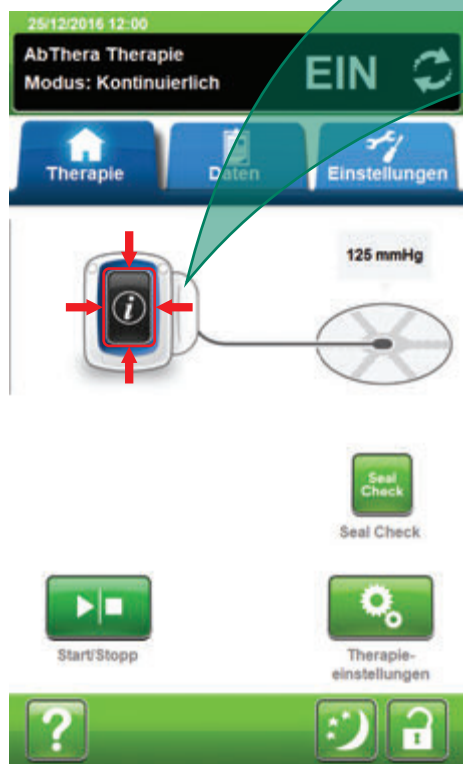 25/12/2016 12:00
AbThera Therapie
Modus: Kontinuierlich
EIN
Therapie
Daten
Einstellungen
125 mmHg
i
Seal
Check
Seal Check
Start/Stopp
Therapie-
einstellungen
?